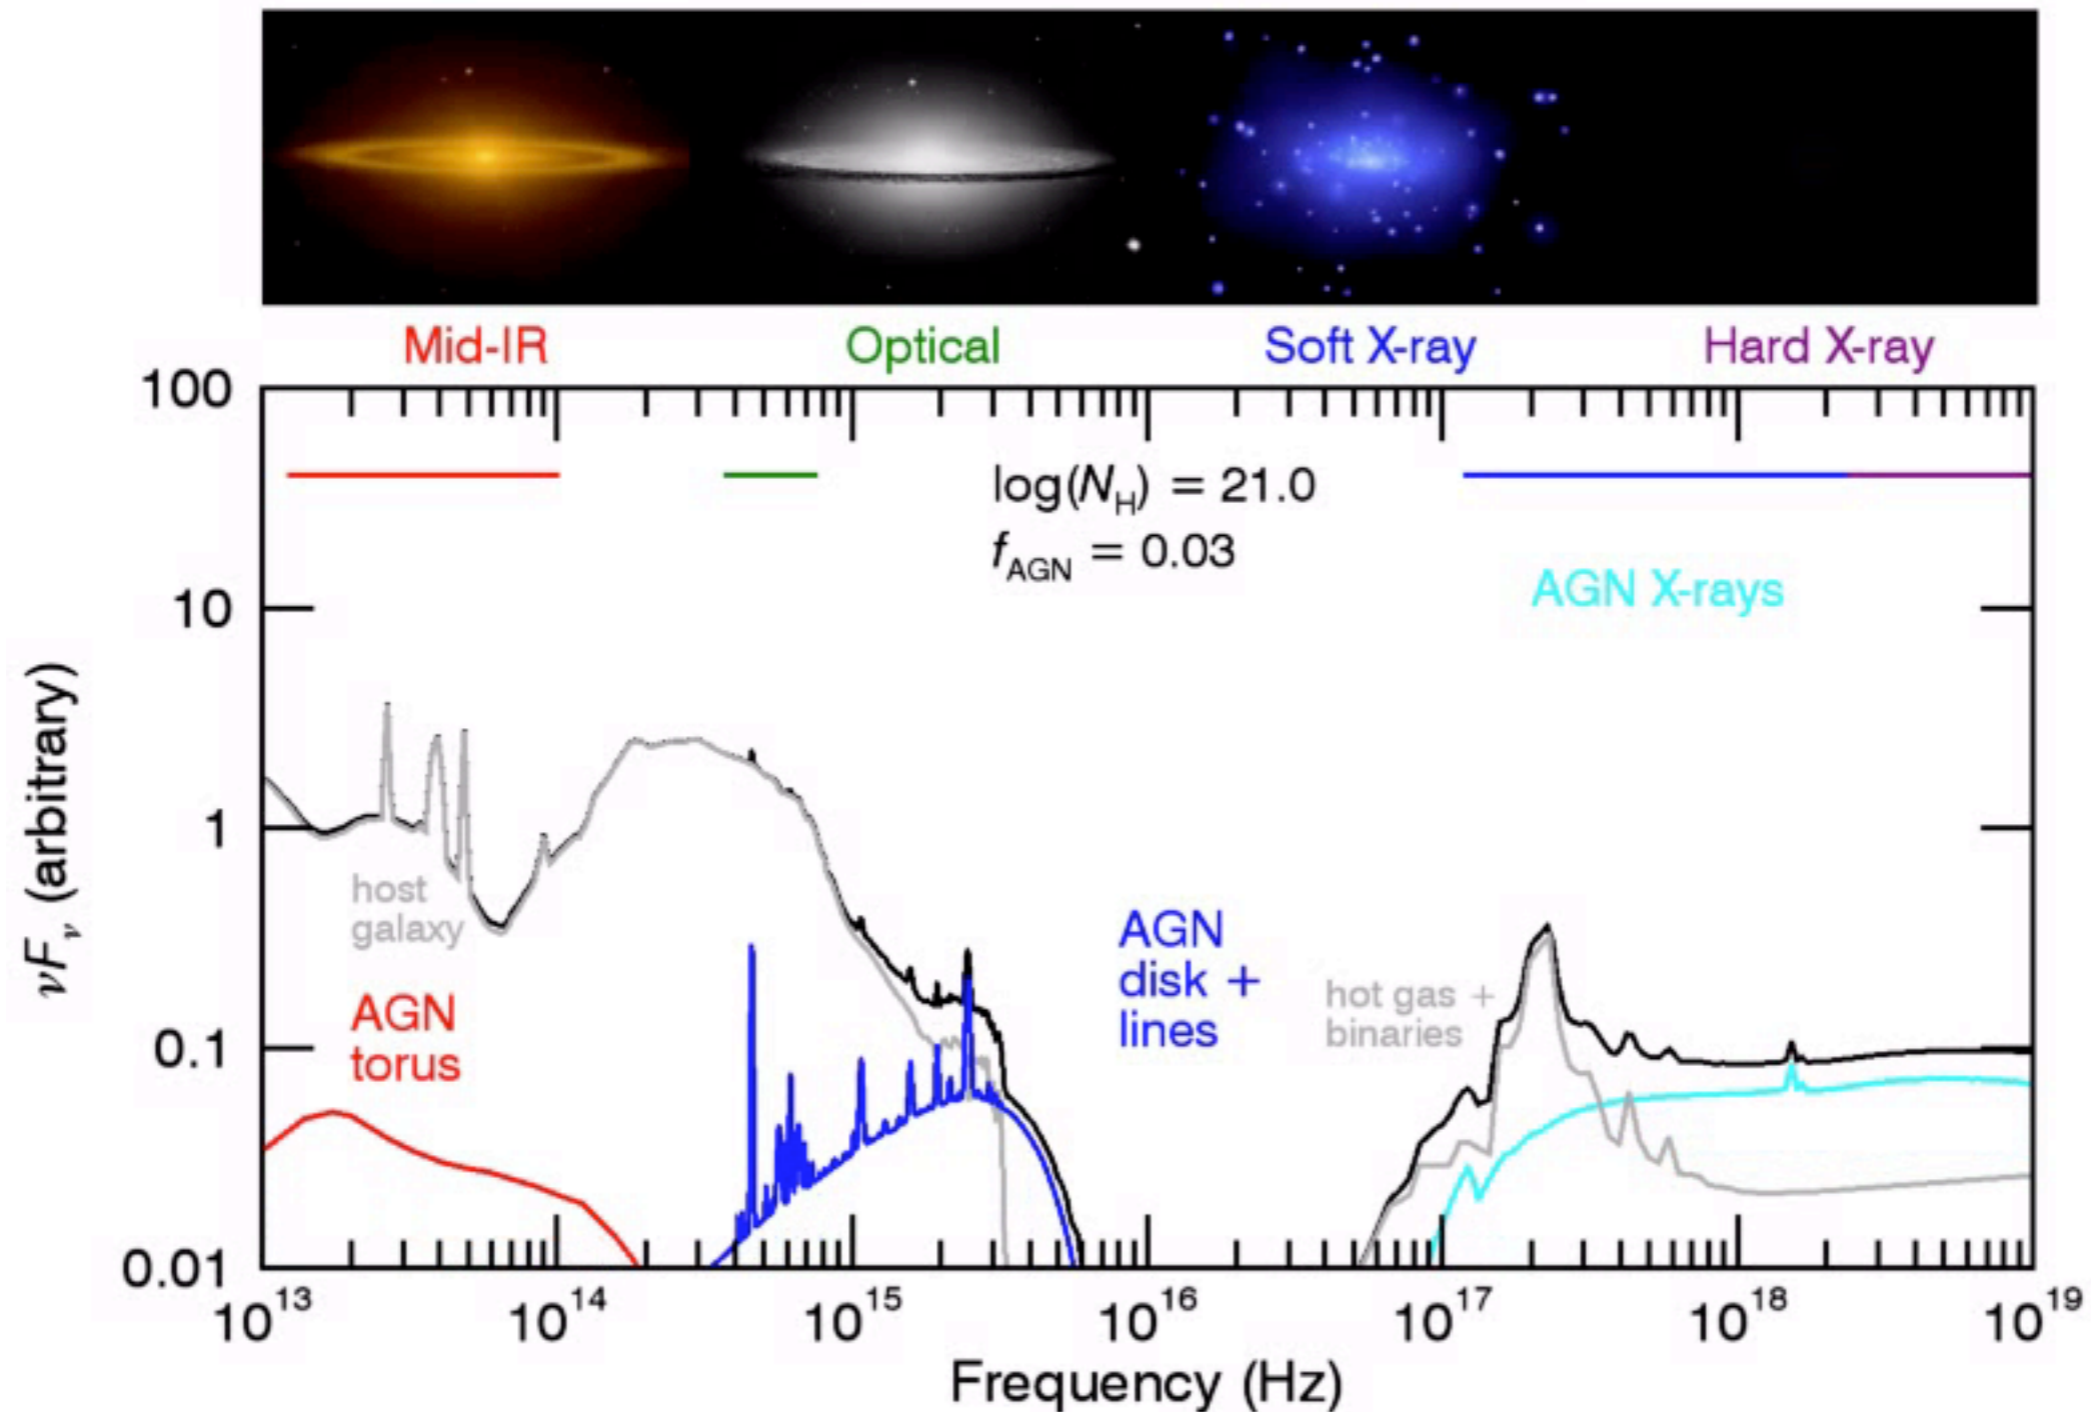 Mid-IR Optical Soft X-ray Hard X-ray
100
log(N_H) = 21.0
f_AGN = 0.03
AGN X-rays
10
νF_ν (arbitrary)
1
host
galaxy
AGN
torus
AGN
disk +
lines
hot gas +
binaries
0.1
0.01
10^13 10^14 10^15 10^16 10^17 10^18 10^19
Frequency (Hz)